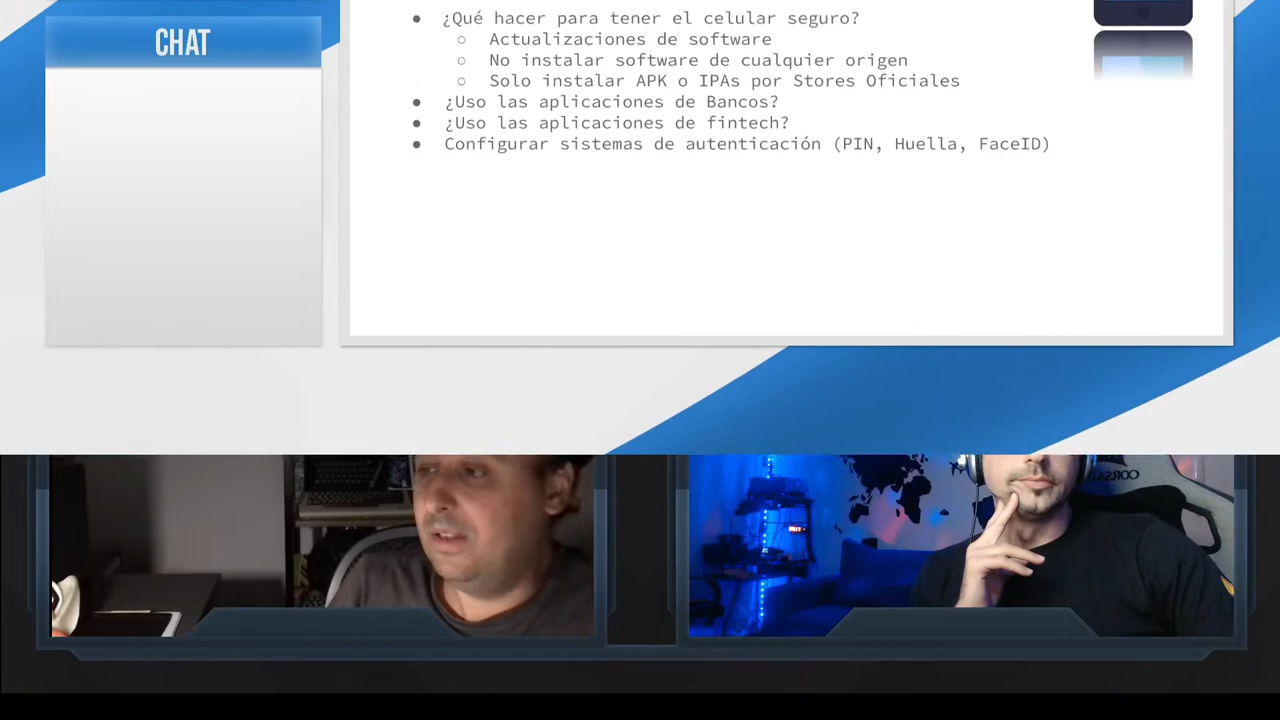 CHAT
● ¿Qué hacer para tener el celular seguro?
○ Actualizaciones de software
○ No instalar software de cualquier origen
○ Solo instalar APK o IPAs por Stores Oficiales
● ¿Uso las aplicaciones de Bancos?
● ¿Uso las aplicaciones de fintech?
● Configurar sistemas de autenticación (PIN, Huella, FaceID)